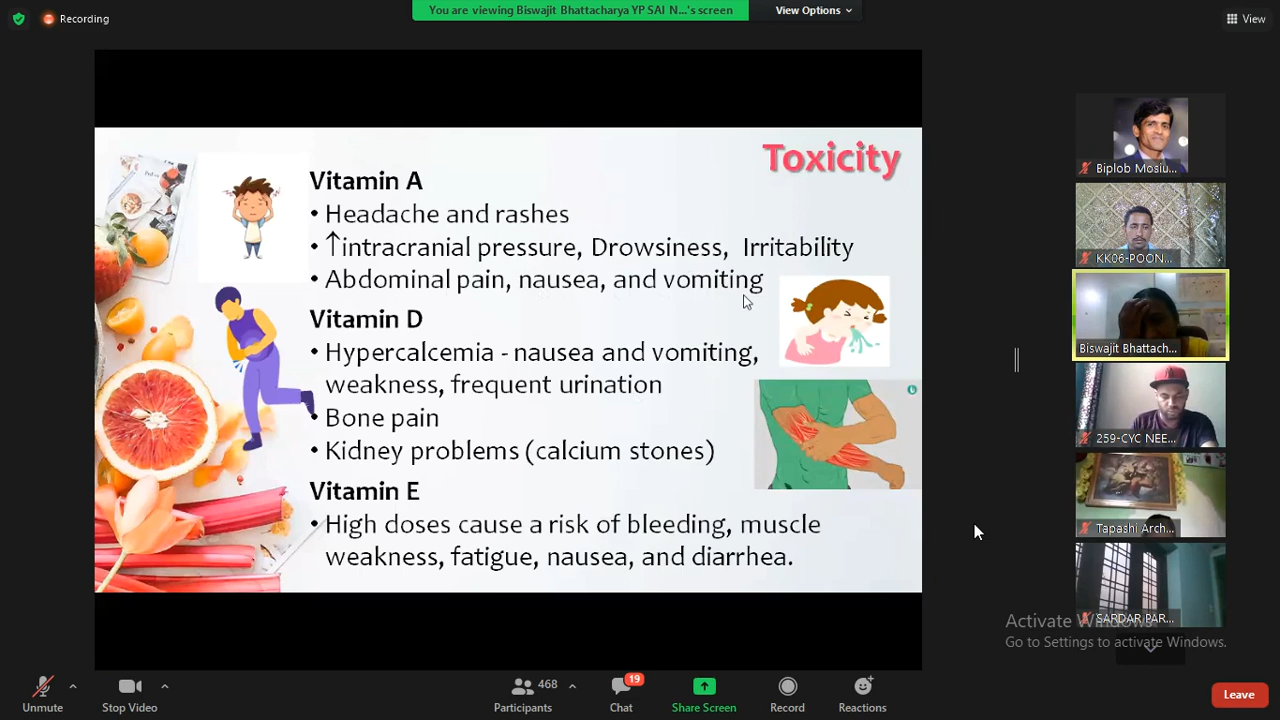 Recording
You are viewing Biswajit Bhattacharya YP SAI N...'s screen
View Options
View
Toxicity
Vitamin A
• Headache and rashes
• ↑intracranial pressure, Drowsiness, Irritability
• Abdominal pain, nausea, and vomiting
Vitamin D
• Hypercalcemia - nausea and vomiting,
weakness, frequent urination
• Bone pain
• Kidney problems (calcium stones)
Vitamin E
• High doses cause a risk of bleeding, muscle
weakness, fatigue, nausea, and diarrhea.
Biplob Mosiu...
KK06-POON...
Biswajit Bhattach...
259-CYC NEE...
Tapashi Arch...
SARDAR PAR...
Activate Windows
Go to Settings to activate Windows.
Unmute
Stop Video
468
Participants
19
Chat
Share Screen
Record
Reactions
Leave